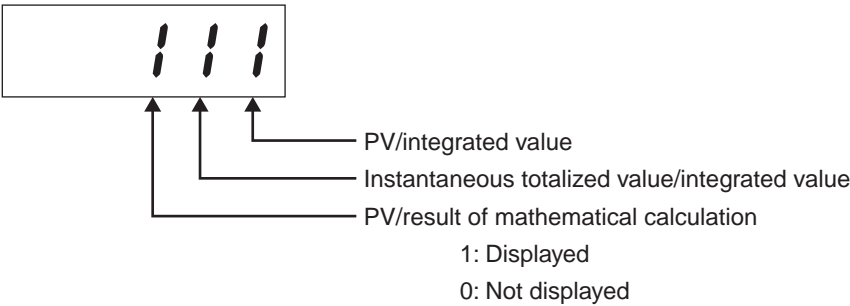 111
PV/integrated value
Instantaneous totalized value/integrated value
PV/result of mathematical calculation
1: Displayed
0: Not displayed